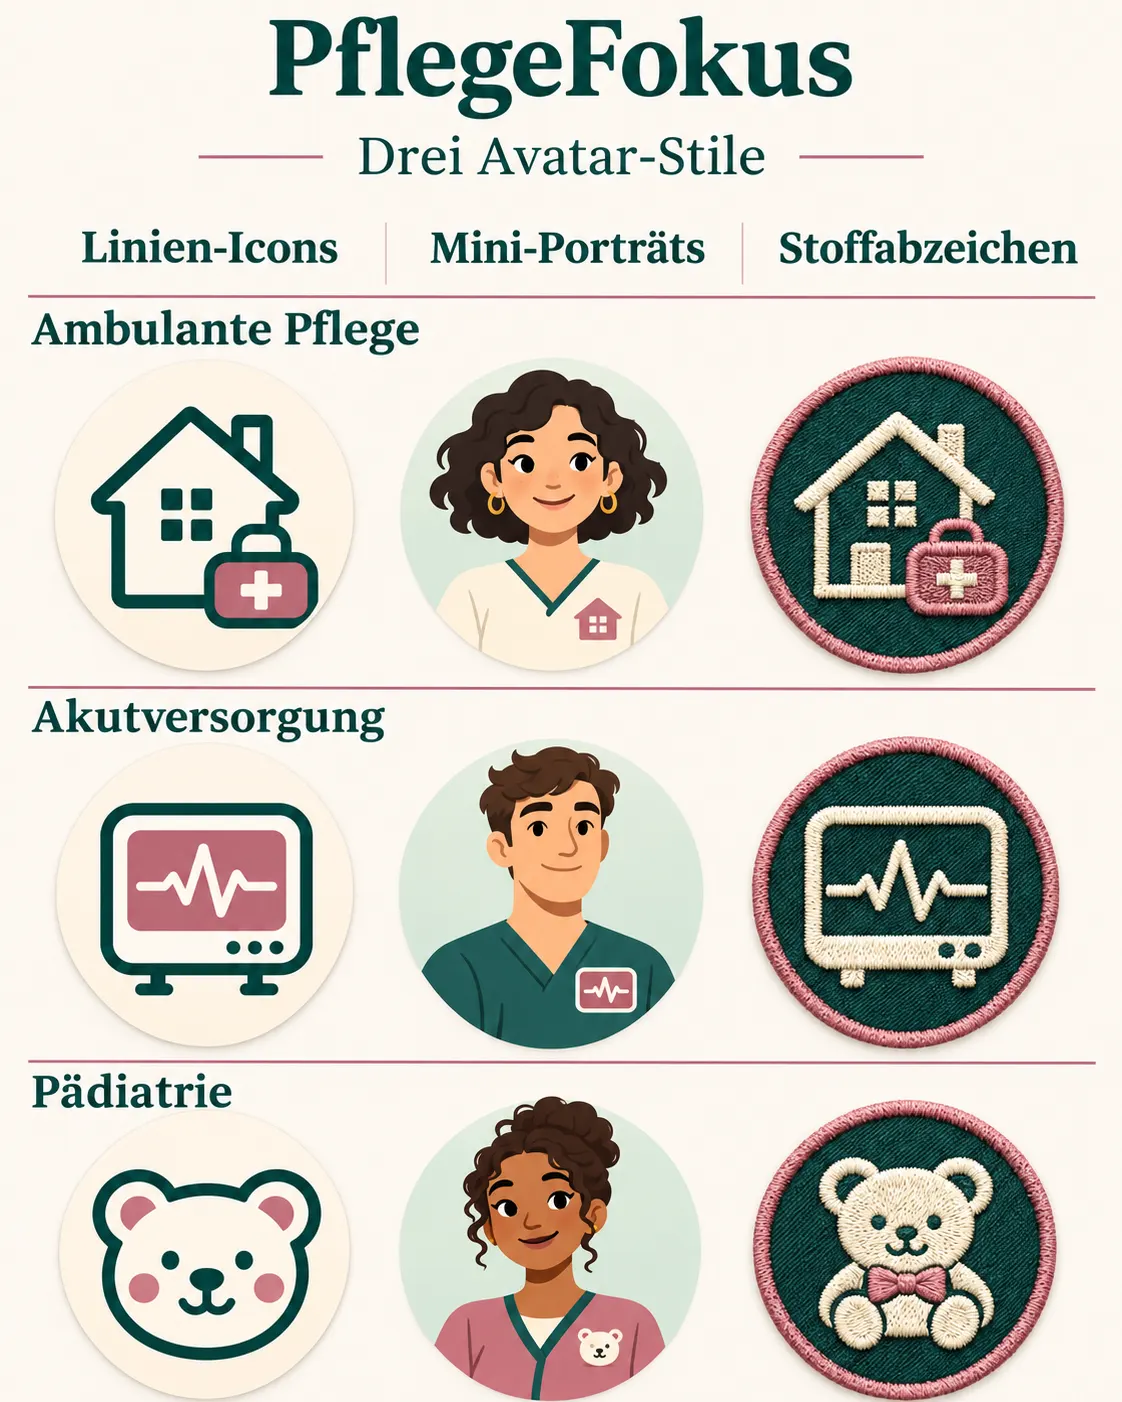 PflegeFokus
Drei Avatar-Stile
Linien-Icons
Mini-Porträts
Stoffabzeichen
Ambulante Pflege
Akutversorgung
Pädiatrie